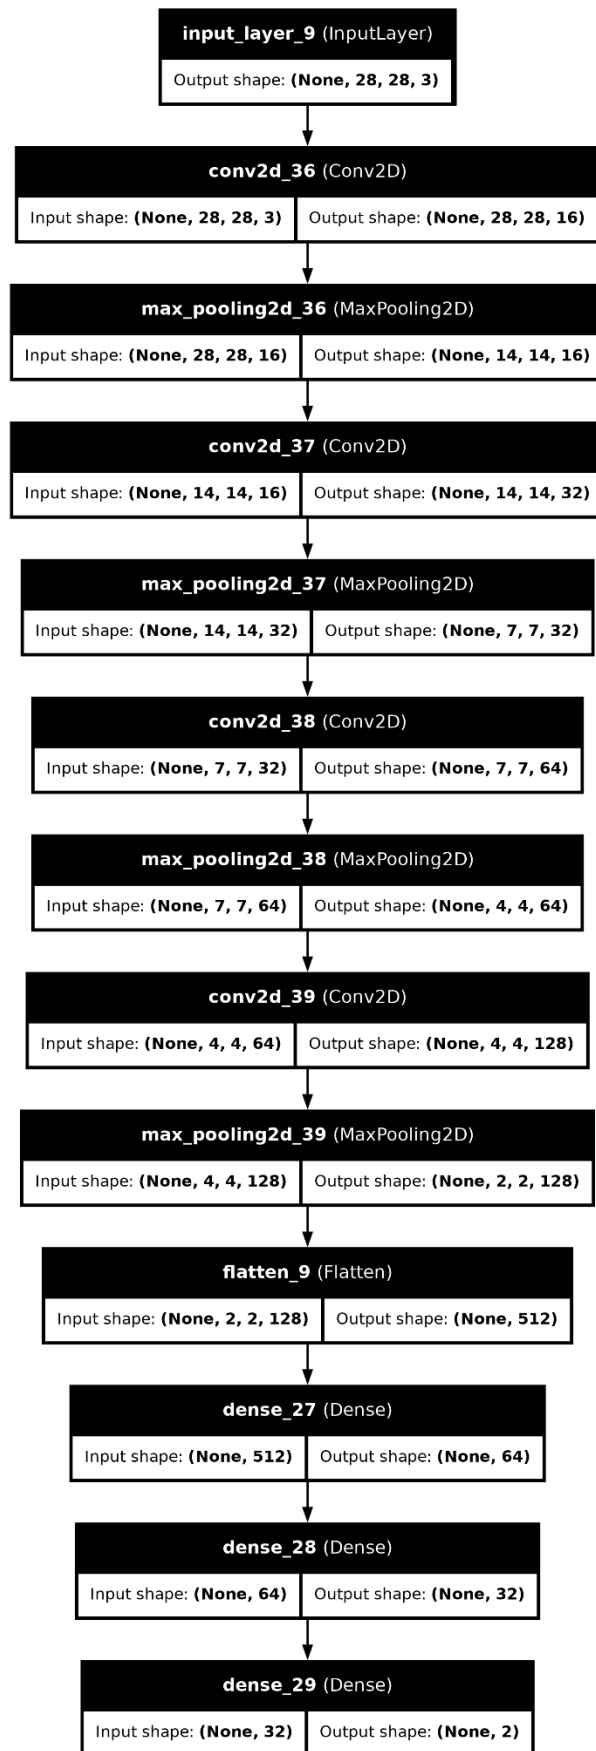 input_layer_9 (InputLayer)
Output shape: (None, 28, 28, 3)
conv2d_36 (Conv2D)
Input shape: (None, 28, 28, 3) Output shape: (None, 28, 28, 16)
max_pooling2d_36 (MaxPooling2D)
Input shape: (None, 28, 28, 16) Output shape: (None, 14, 14, 16)
conv2d_37 (Conv2D)
Input shape: (None, 14, 14, 16) Output shape: (None, 14, 14, 32)
max_pooling2d_37 (MaxPooling2D)
Input shape: (None, 14, 14, 32) Output shape: (None, 7, 7, 32)
conv2d_38 (Conv2D)
Input shape: (None, 7, 7, 32) Output shape: (None, 7, 7, 64)
max_pooling2d_38 (MaxPooling2D)
Input shape: (None, 7, 7, 64) Output shape: (None, 4, 4, 64)
conv2d_39 (Conv2D)
Input shape: (None, 4, 4, 64) Output shape: (None, 4, 4, 128)
max_pooling2d_39 (MaxPooling2D)
Input shape: (None, 4, 4, 128) Output shape: (None, 2, 2, 128)
flatten_9 (Flatten)
Input shape: (None, 2, 2, 128) Output shape: (None, 512)
dense_27 (Dense)
Input shape: (None, 512) Output shape: (None, 64)
dense_28 (Dense)
Input shape: (None, 64) Output shape: (None, 32)
dense_29 (Dense)
Input shape: (None, 32) Output shape: (None, 2)